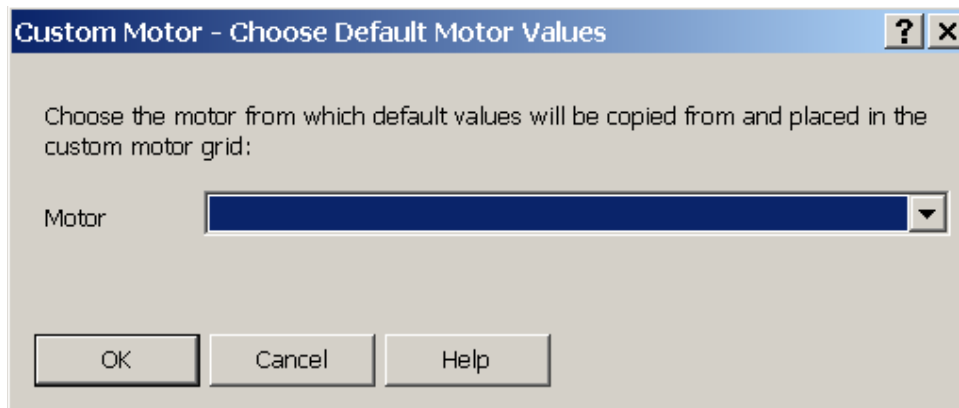 Custom Motor - Choose Default Motor Values
Choose the motor from which default values will be copied from and placed in the
custom motor grid:
Motor
OK Cancel Help